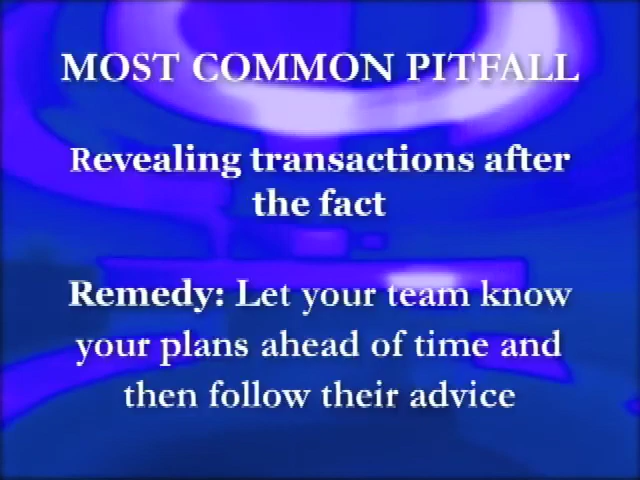 MOST COMMON PITFALL
Revealing transactions after
the fact
Remedy: Let your team know
your plans ahead of time and
then follow their advice